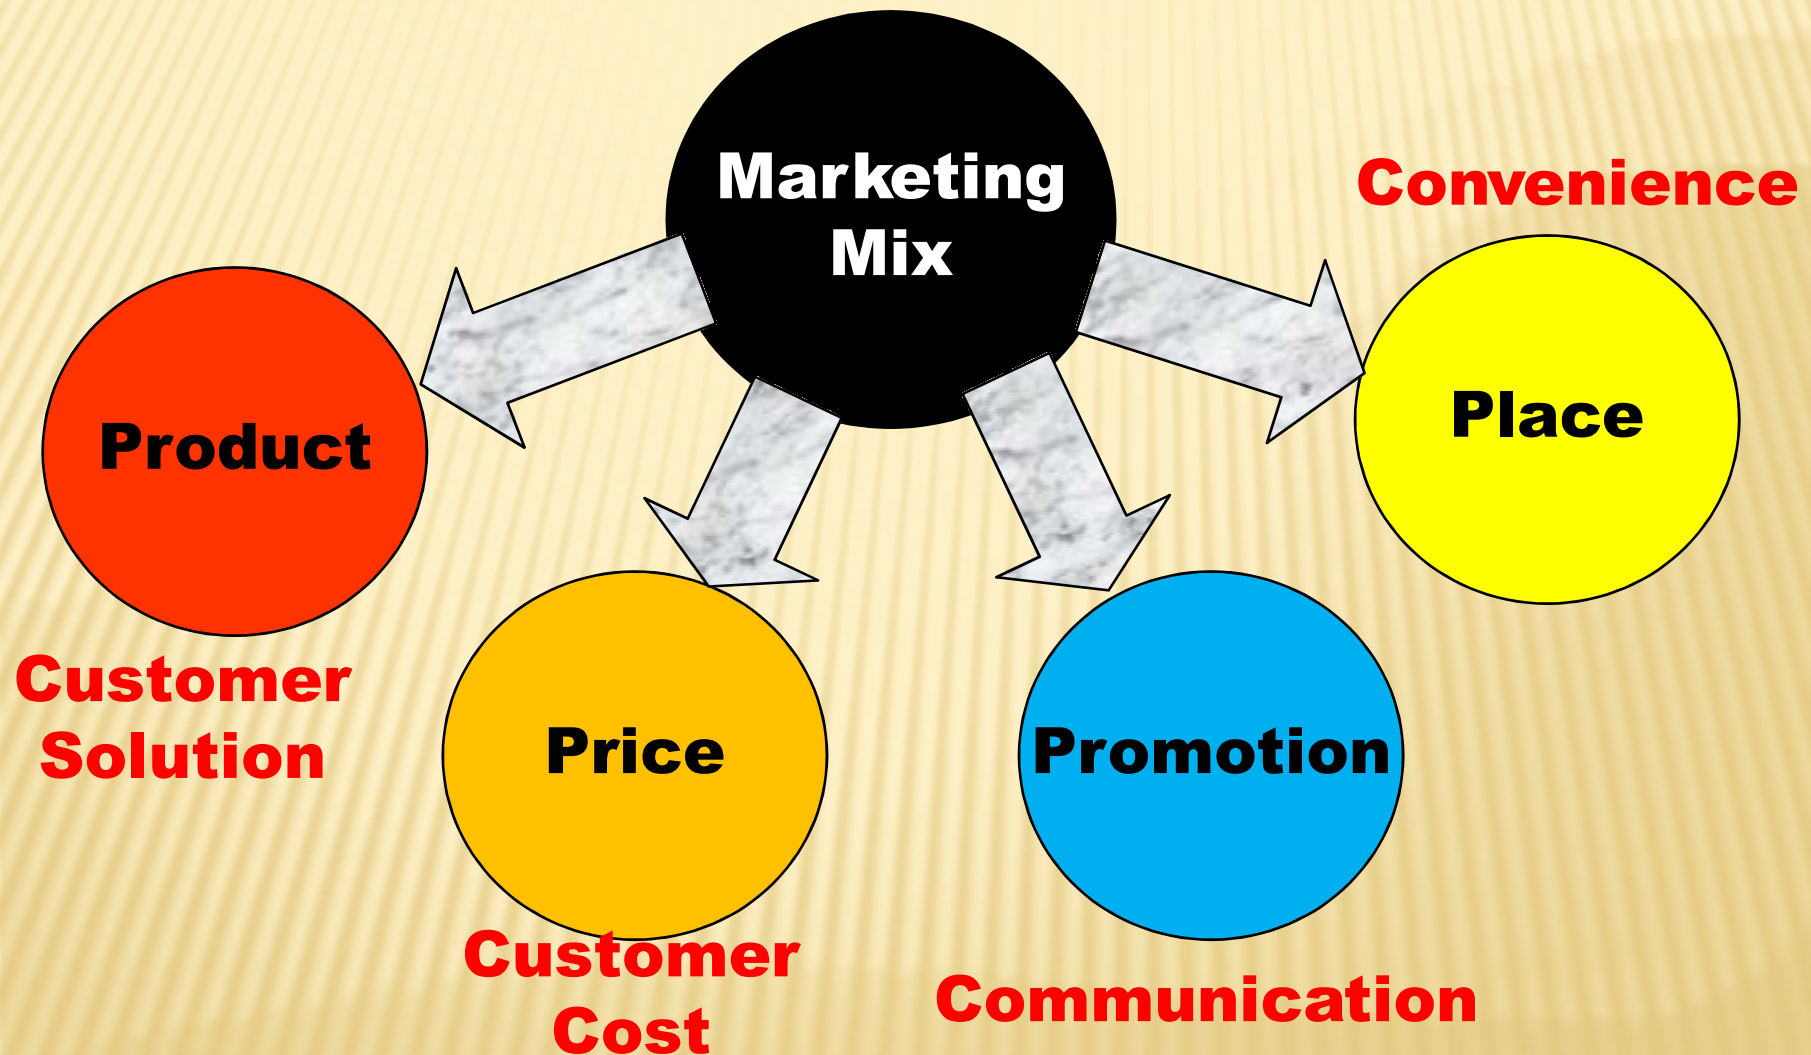 Marketing
Mix
Convenience
Product
Place
Customer
Solution
Price
Promotion
Customer
Cost
Communication